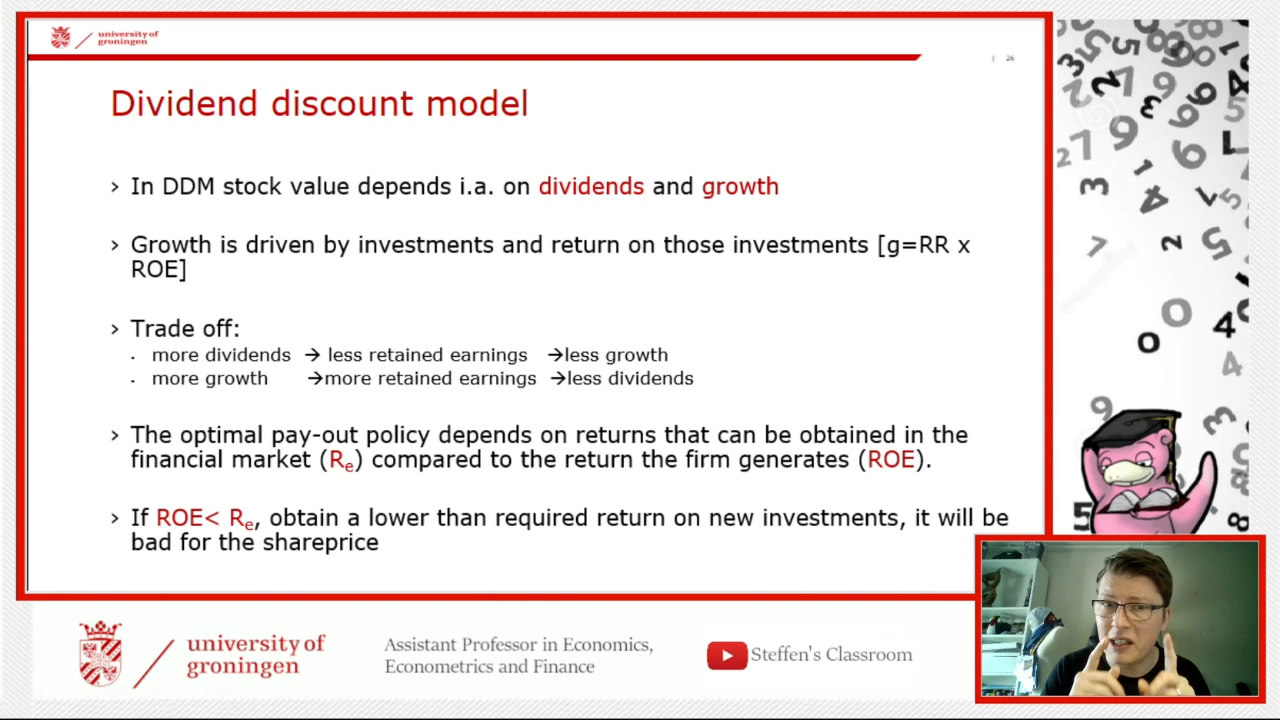 university of
groningen
| 26
Dividend discount model
› In DDM stock value depends i.a. on dividends and growth
› Growth is driven by investments and return on those investments [g=RR x
ROE]
› Trade off:
. more dividends → less retained earnings →less growth
. more growth →more retained earnings →less dividends
› The optimal pay-out policy depends on returns that can be obtained in the
financial market (Re) compared to the return the firm generates (ROE).
› If ROE< Re, obtain a lower than required return on new investments, it will be
bad for the shareprice
university of
groningen
Assistant Professor in Economics,
Econometrics and Finance
Steffen's Classroom